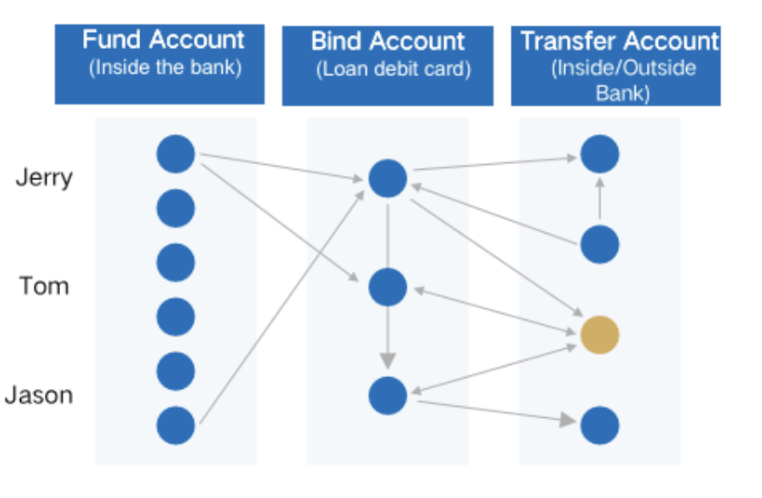 Fund Account
(Inside the bank)
Bind Account
(Loan debit card)
Transfer Account
(Inside/Outside
Bank)
Jerry
Tom
Jason